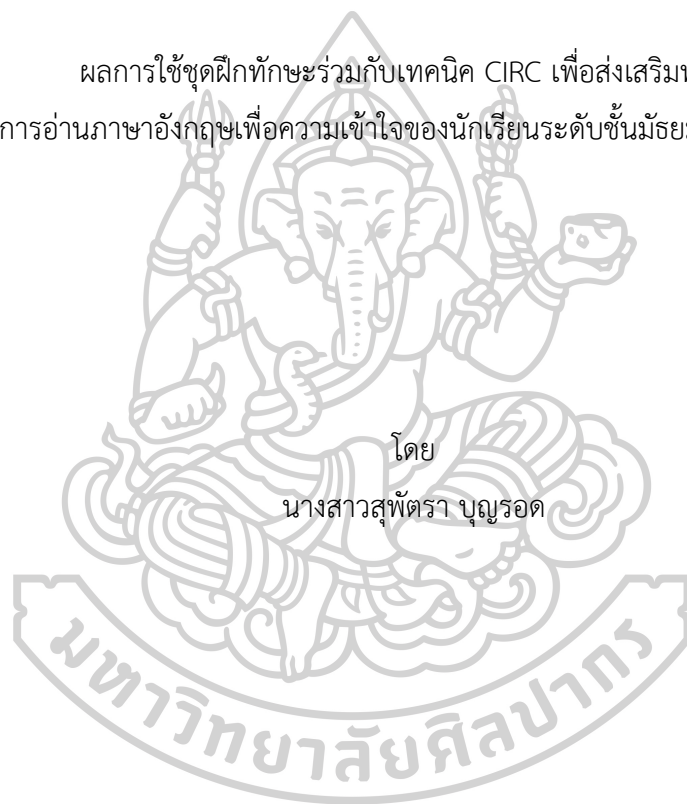 ผลการใช้ชุดฝึกทักษะร่วมกับเทคนิค CIRC เพื่อส่งเสริม
การอ่านภาษาอังกฤษเพื่อความเข้าใจของนักเรียนระดับชั้น
โดย
นางสาวสุพัตรา บุญรอด
มหาวิทยาลัยศิลปากร